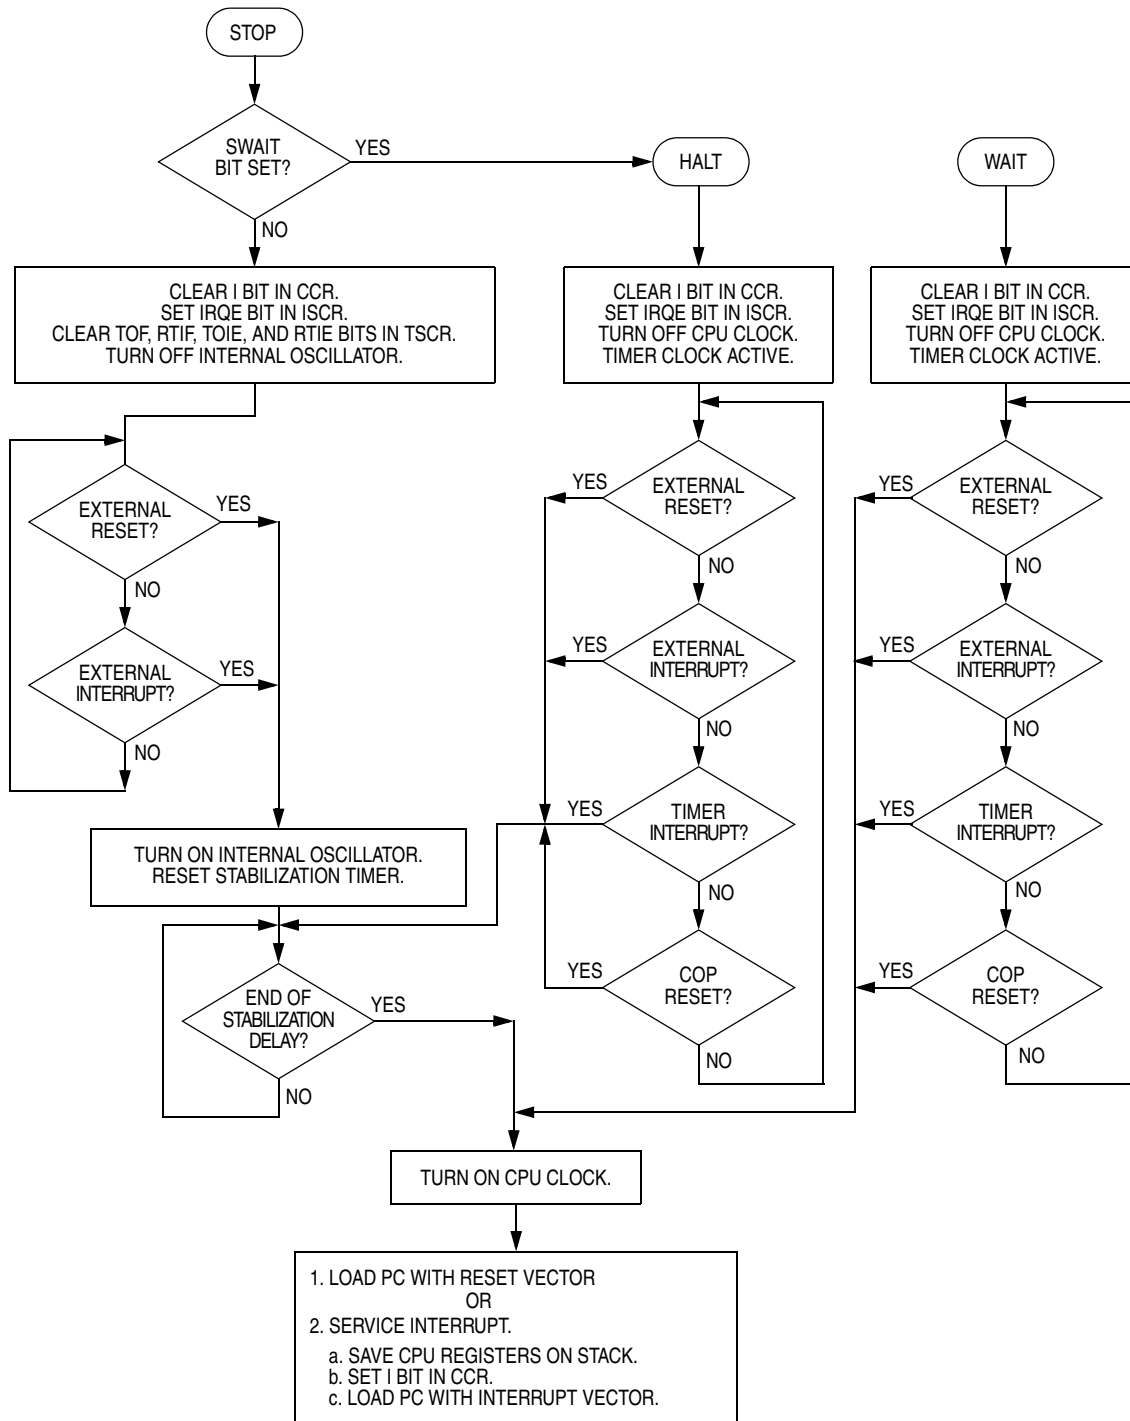 STOP
SWAIT
BIT SET?
YES
NO
HALT
WAIT
CLEAR I BIT IN CCR.
SET IRQE BIT IN ISCR.
CLEAR TOF, RTIF, TOIE, AND RTIE BITS IN TSCR.
TURN OFF INTERNAL OSCILLATOR.
CLEAR I BIT IN CCR.
SET IRQE BIT IN ISCR.
TURN OFF CPU CLOCK.
TIMER CLOCK ACTIVE.
CLEAR I BIT IN CCR.
SET IRQE BIT IN ISCR.
TURN OFF CPU CLOCK.
TIMER CLOCK ACTIVE.
EXTERNAL
RESET?
YES
NO
EXTERNAL
INTERRUPT?
YES
NO
TURN ON INTERNAL OSCILLATOR.
RESET STABILIZATION TIMER.
END OF
STABILIZATION
DELAY?
YES
NO
YES
EXTERNAL
RESET?
NO
YES
EXTERNAL
INTERRUPT?
NO
YES
TIMER
INTERRUPT?
NO
YES
COP
RESET?
NO
YES
EXTERNAL
RESET?
NO
YES
EXTERNAL
INTERRUPT?
NO
YES
TIMER
INTERRUPT?
NO
YES
COP
RESET?
NO
TURN ON CPU CLOCK.
1. LOAD PC WITH RESET VECTOR
OR
2. SERVICE INTERRUPT.
a. SAVE CPU REGISTERS ON STACK.
b. SET I BIT IN CCR.
c. LOAD PC WITH INTERRUPT VECTOR.